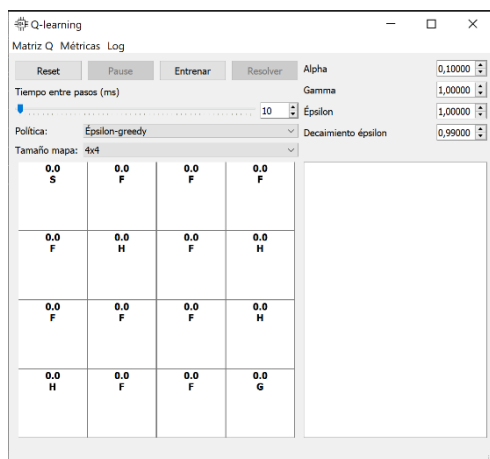 Q-learning
Matriz Q Métricas Log
Reset Pause Entrenar Resolver
Tiempo entre pasos (ms)
10
Política: Épsilon-greedy
Tamaño mapa: 4x4
Alpha 0,10000
Gamma 1,00000
Épsilon 1,00000
Decaimiento épsilon 0,99000
0.0 0.0 0.0 0.0
S F F F
0.0 0.0 0.0 0.0
F H F H
0.0 0.0 0.0 0.0
F F F H
0.0 0.0 0.0 0.0
H F F G